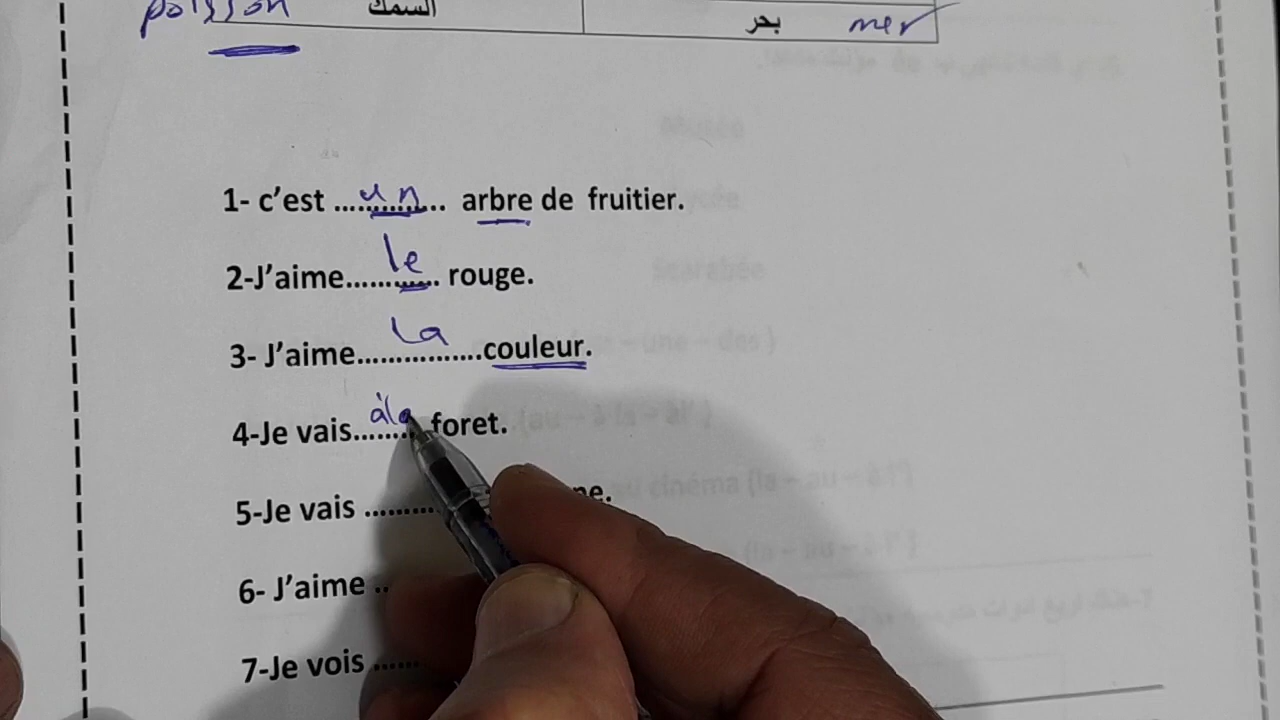 poisson السمك بحر mer
1- c’est ......un...... arbre de fruitier.
2-J’aime......le...... rouge.
3- J’aime......la......couleur.
4-Je vais......à la foret.
5-Je vais ......... ne.
6- J’aime ..
7-Je vois ......